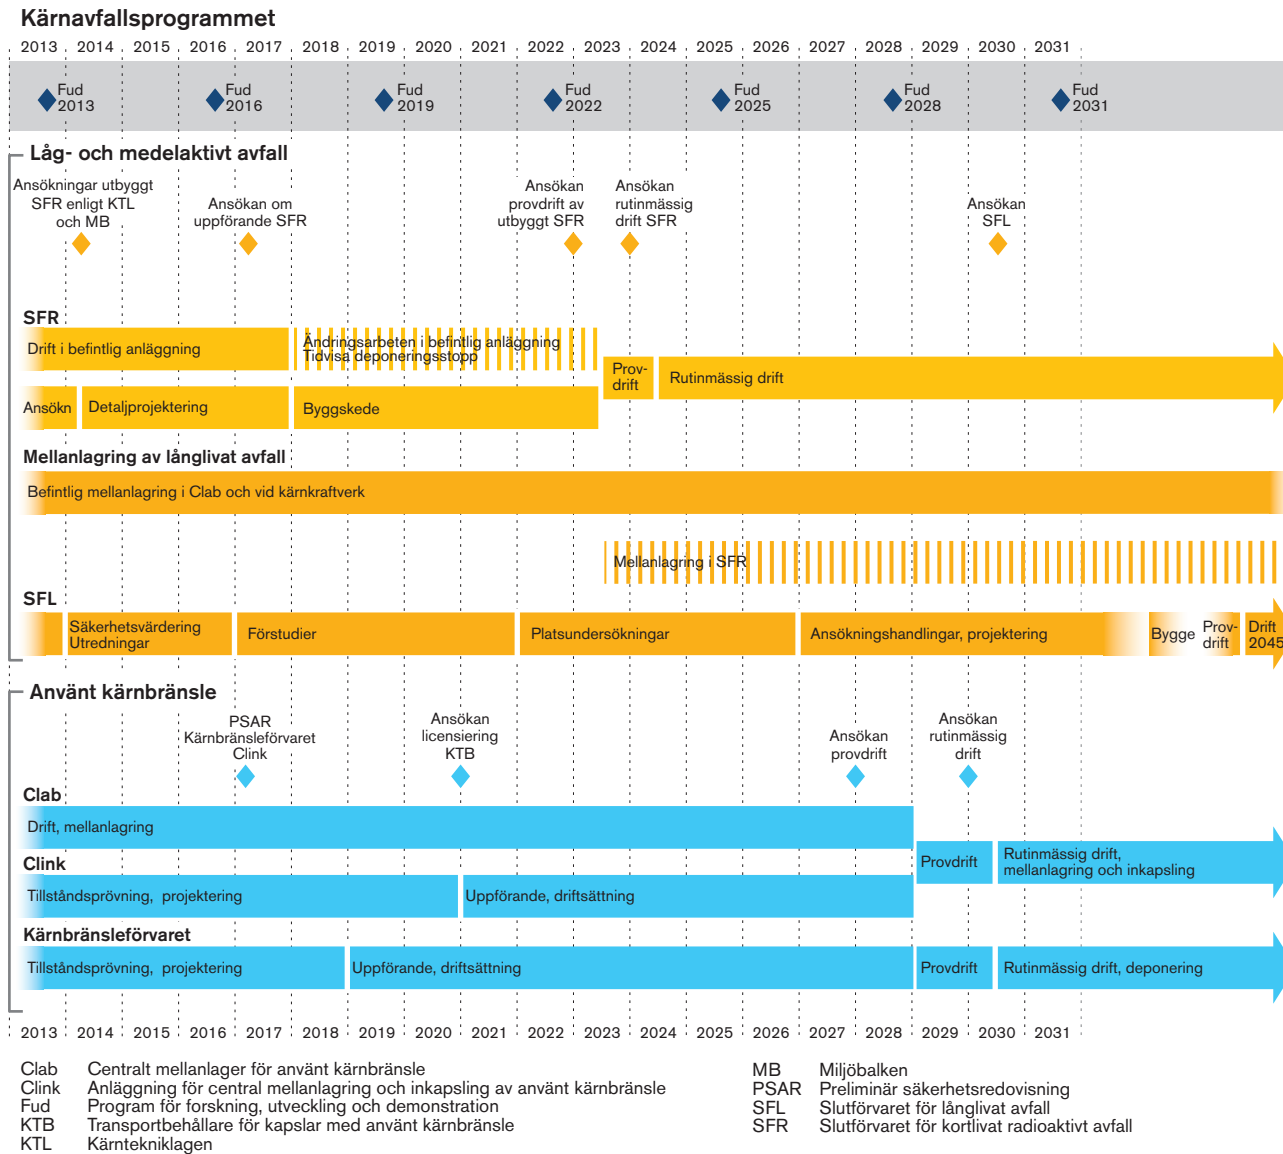 Kärnavfallsprogrammet
2013 2014 2015 2016 2017 2018 2019 2020 2021 2022 2023 2024 2025 2026 2027 2028 2029 2030 2031
Fud
2013
Fud
2016
Fud
2019
Fud
2022
Fud
2025
Fud
2028
Fud
2031
Låg- och medelaktivt avfall
Ansökningar utbyggt
SFR enligt KTL
och MB
Ansökan om
uppförande SFR
Ansökan
provdrift av
utbyggt SFR
Ansökan
rutinmässig
drift SFR
Ansökan
SFL
SFR
Drift i befintlig anläggning
Ändringsarbeten i befintlig anläggning
Tidvisa deponeringsstopp
Prov-
drift
Rutinmässig drift
Ansökn
Detaljprojektering
Byggskede
Mellanlagring av långlivat avfall
Befintlig mellanlagring i Clab och vid kärnkraftverk
Mellanlagring i SFR
SFL
Säkerhetsvärdering
Utredningar
Förstudier
Platsundersökningar
Ansökningshandlingar, projektering
Bygge
Prov-
drift
Drift
2045
Använt kärnbränsle
PSAR
Kärnbränsleförvaret
Clink
Ansökan
licensiering
KTB
Ansökan
provdrift
Ansökan
rutinmässig
drift
Clab
Drift, mellanlagring
Clink
Tillståndsprövning, projektering
Uppförande, driftsättning
Provdrift
Rutinmässig drift,
mellanlagring och inkapsling
Kärnbränsleförvaret
Tillståndsprövning, projektering
Uppförande, driftsättning
Provdrift
Rutinmässig drift, deponering
2013 2014 2015 2016 2017 2018 2019 2020 2021 2022 2023 2024 2025 2026 2027 2028 2029 2030 2031
Clab Centralt mellanlager för använt kärnbränsle
Clink Anläggning för central mellanlagring och inkapsling av använt kärnbränsle
Fud Program för forskning, utveckling och demonstration
KTB Transportbehållare för kapslar med använt kärnbränsle
KTL Kärntekniklagen
MB Miljöbalken
PSAR Preliminär säkerhetsredovisning
SFL Slutförvaret för långlivat avfall
SFR Slutförvaret för kortlivat radioaktivt avfall